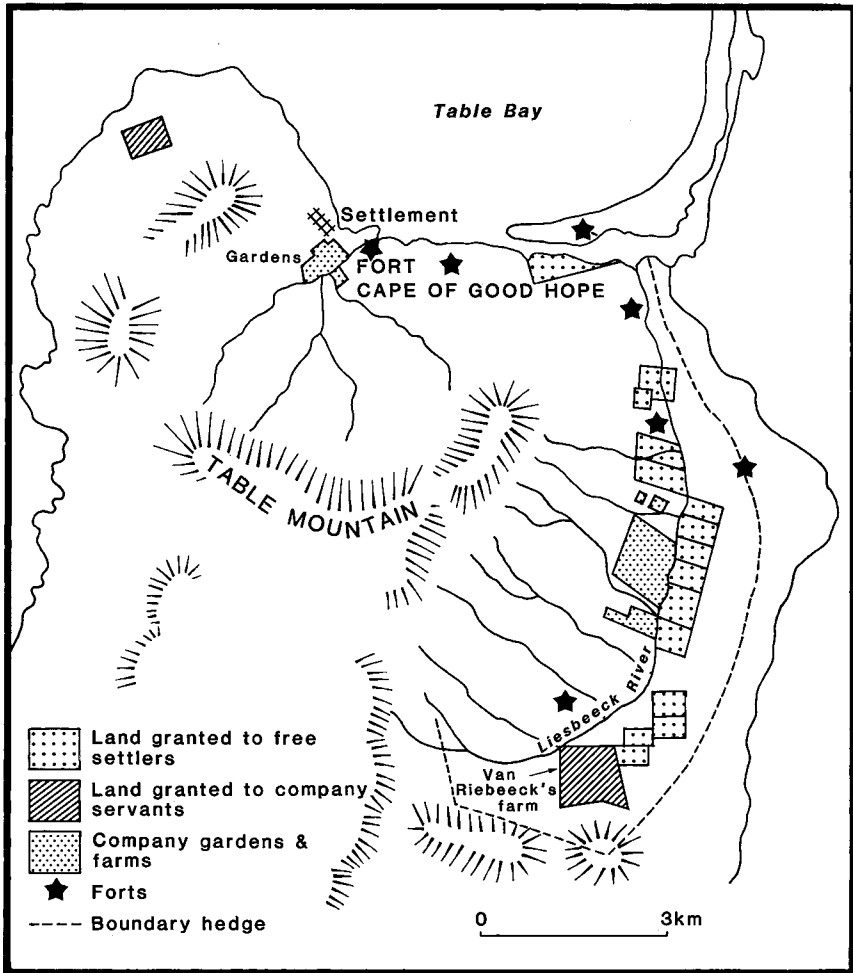 Table Bay
Settlement
Gardens
FORT
CAPE OF GOOD HOPE
TABLE MOUNTAIN
Liesbeeck River
Van
Riebeeck's
farm
Land granted to free
settlers
Land granted to company
servants
Company gardens &
farms
Forts
Boundary hedge
0 3km